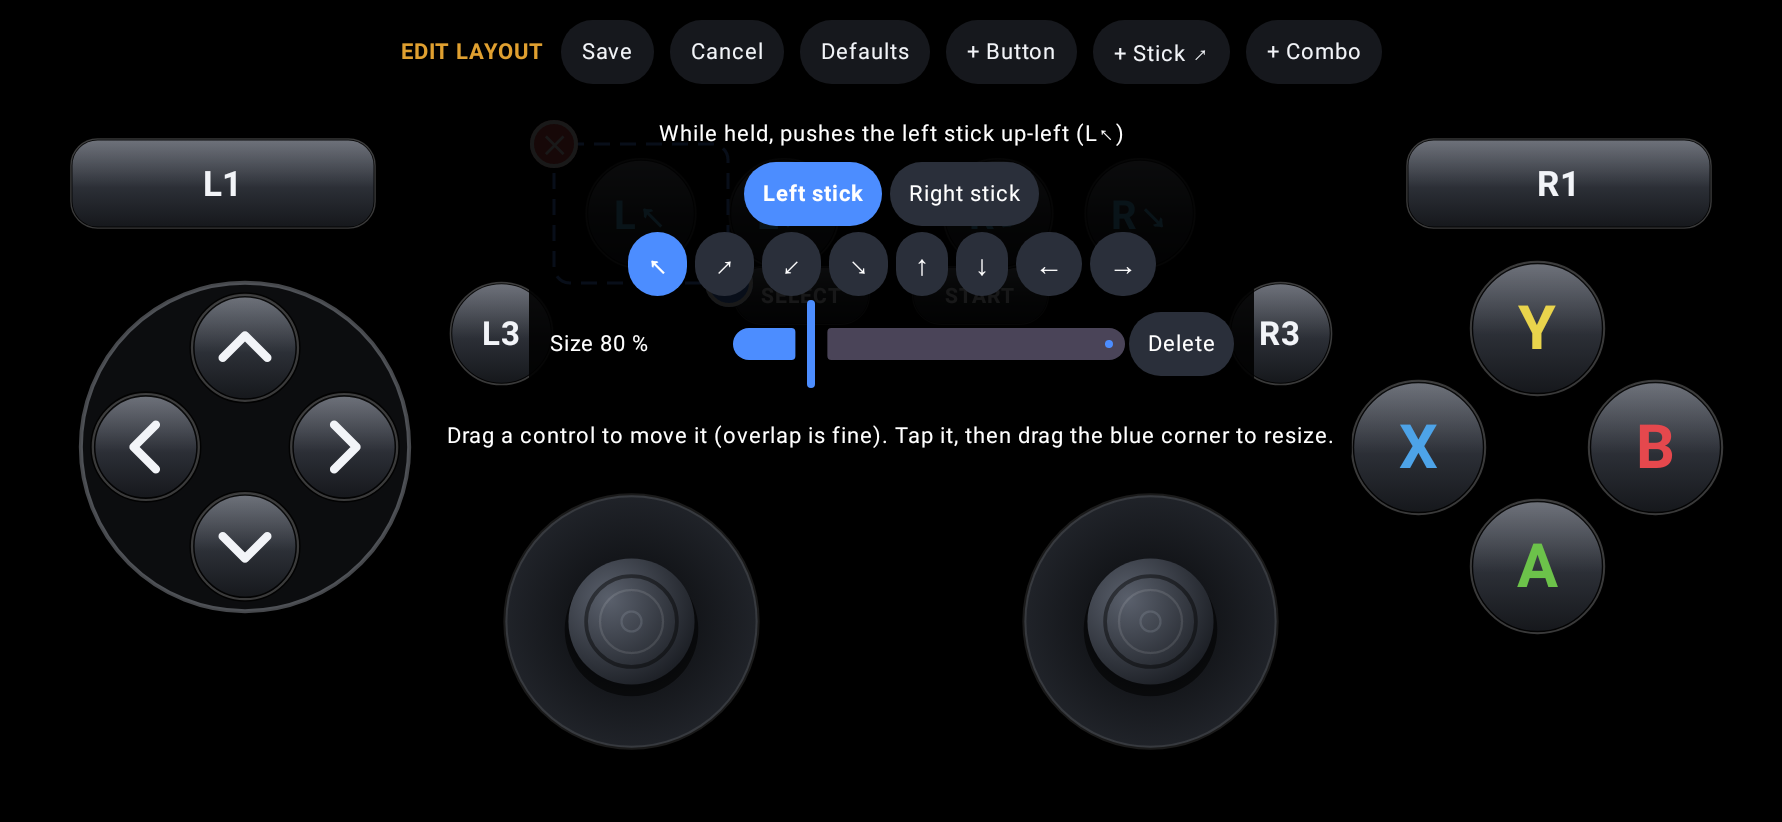 EDIT LAYOUT Save Cancel Defaults + Button + Stick ↗ + Combo
While held, pushes the left stick up-left (L↖)
L1
R1
Left stick Right stick
L↖
R↘
↖ ↗ ↙ ↘ ↑ ↓ ← →
SELECT START
L3
Size 80 %
Delete
R3
Y
Drag a control to move it (overlap is fine). Tap it, then drag the blue corner to resize.
X
B
A